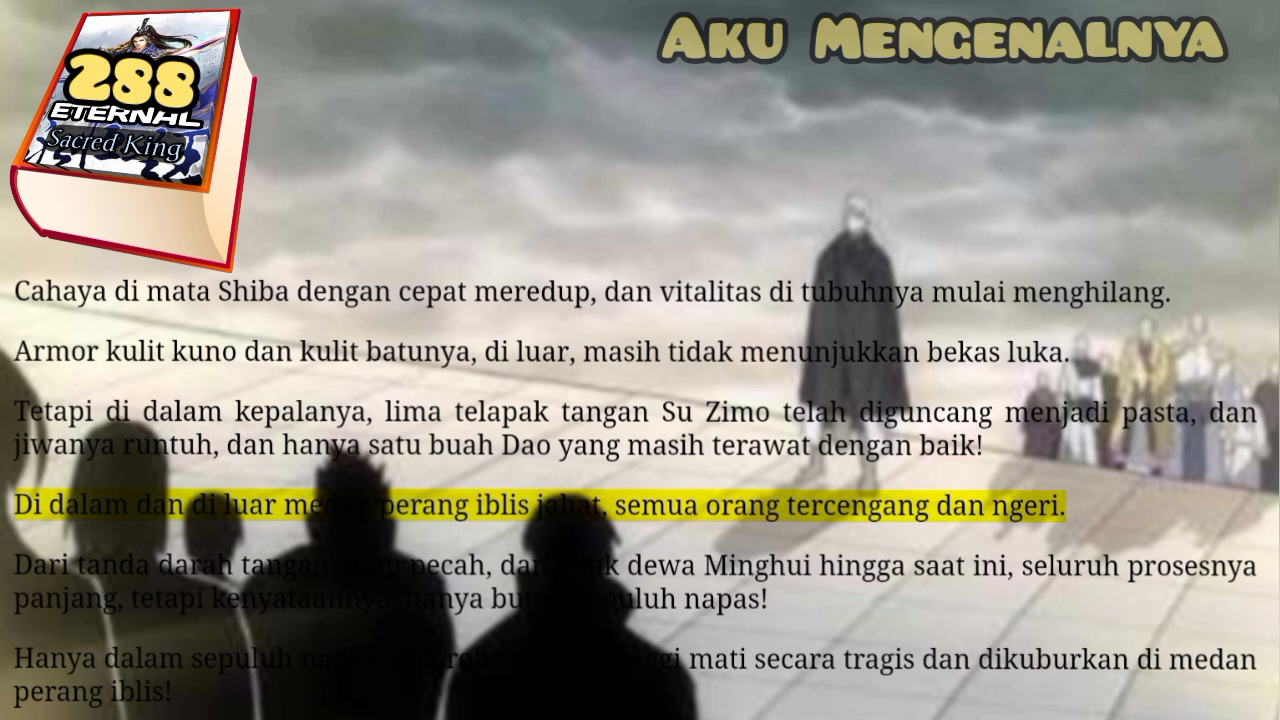 Aku Mengenalnya
288
ETERNAL
Sacred King
Cahaya di mata Shiba dengan cepat meredup, dan vitalitas di tubuhnya mulai menghilang.
Armor kulit kuno dan kulit batunya, di luar, masih tidak menunjukkan bekas luka.
Tetapi di dalam kepalanya, lima telapak tangan Su Zimo telah diguncang menjadi pasta, dan
jiwanya runtuh, dan hanya satu buah Dao yang masih terawat dengan baik!
Di dalam dan di luar medan perang iblis jahat, semua orang tercengang dan ngeri.
Dari tanda darah tangan pecah, dewa Minghui hingga saat ini, seluruh prosesnya
panjang, tetapi kenyataannya hanya butuh sepuluh napas!
Hanya dalam sepuluh mati secara tragis dan dikuburkan di medan
perang iblis!